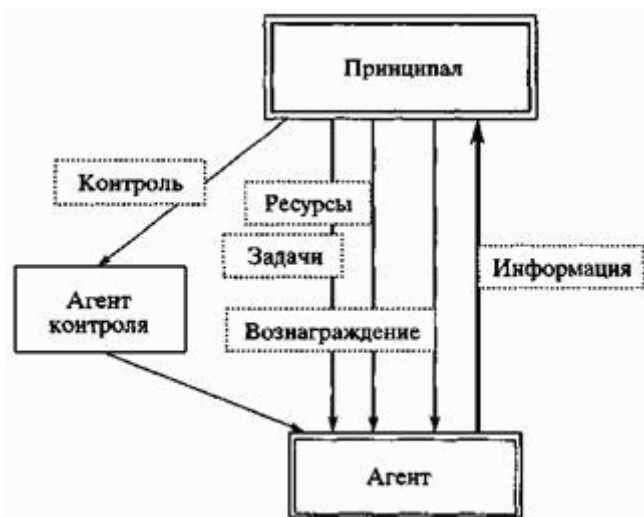 Принципал
Контроль
Ресурсы
Задачи
Информация
Агент
контроля
Вознаграждение
Агент